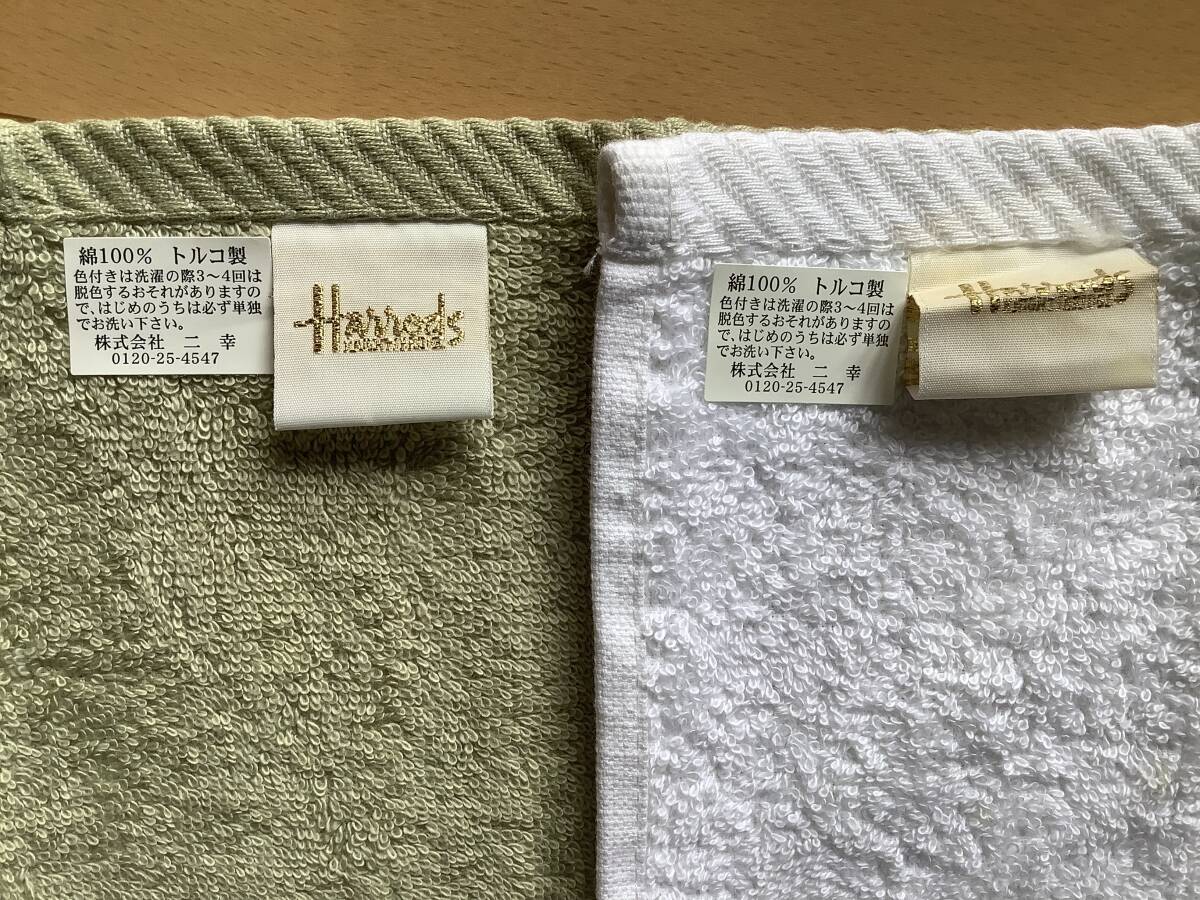 綿100% トルコ製
色付きは洗濯の際3〜4回は
脱色するおそれがありますの
で、はじめのうちは必ず単独
でお洗い下さい。
株式会社 二 幸
0120-25-4547
Harrods
KNIGHTSBRIDGE
綿100% トルコ製
色付きは洗濯の際3〜4回は
脱色するおそれがありますの
で、はじめのうちは必ず単独
でお洗い下さい。
株式会社 二 幸
0120-25-4547
Harrods